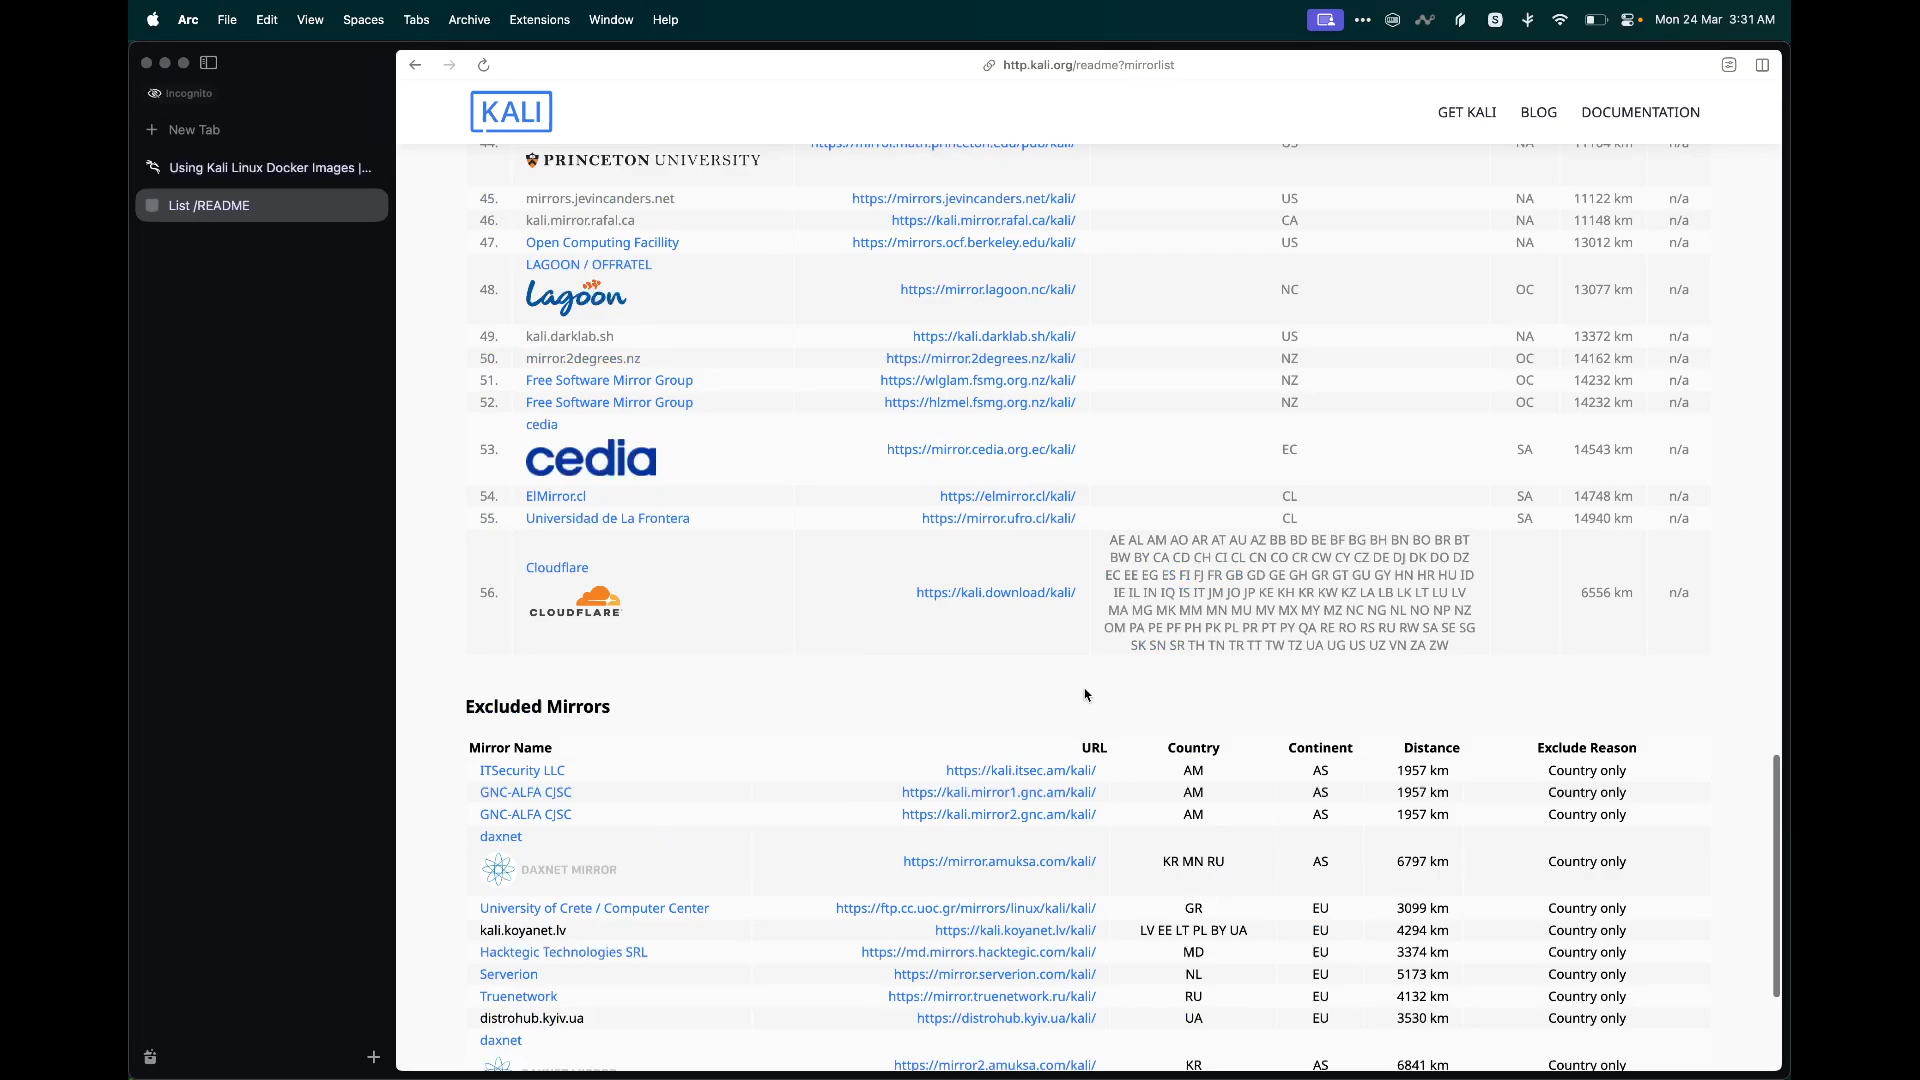 Arc File Edit View Spaces Tabs Archive Extensions Window Help
S
Mon 24 Mar 3:31 AM
Incognito
New Tab
Using Kali Linux Docker Images |...
List /README
http.kali.org/readme?mirrorlist
KALI
GET KALI BLOG DOCUMENTATION
44. https://mirror.math.princeton.edu/pub/kali/ US NA 11104 km n/a
PRINCETON UNIVERSITY
45. mirrors.jevincanders.net https://mirrors.jevincanders.net/kali/ US NA 11122 km n/a
46. kali.mirror.rafal.ca https://kali.mirror.rafal.ca/kali/ CA NA 11148 km n/a
47. Open Computing Facillity https://mirrors.ocf.berkeley.edu/kali/ US NA 13012 km n/a
LAGOON / OFFRATEL
48. Lagoon https://mirror.lagoon.nc/kali/ NC OC 13077 km n/a
49. kali.darklab.sh https://kali.darklab.sh/kali/ US NA 13372 km n/a
50. mirror.2degrees.nz https://mirror.2degrees.nz/kali/ NZ OC 14162 km n/a
51. Free Software Mirror Group https://wlglam.fsmg.org.nz/kali/ NZ OC 14232 km n/a
52. Free Software Mirror Group https://hlzmel.fsmg.org.nz/kali/ NZ OC 14232 km n/a
cedia
53. cedia https://mirror.cedia.org.ec/kali/ EC SA 14543 km n/a
54. ElMirror.cl https://elmirror.cl/kali/ CL SA 14748 km n/a
55. Universidad de La Frontera https://mirror.ufro.cl/kali/ CL SA 14940 km n/a
AE AL AM AO AR AT AU AZ BB BD BE BF BG BH BN BO BR BT
BW BY CA CD CH CI CL CN CO CR CW CY CZ DE DJ DK DO DZ
Cloudflare EC EE EG ES FI FJ FR GB GD GE GH GR GT GU GY HN HR HU ID
56. https://kali.download/kali/ IE IL IN IQ IS IT JM JO JP KE KH KR KW KZ LA LB LK LT LU LV 6556 km n/a
CLOUDFLARE MA MG MK MM MN MU MV MX MY MZ NC NG NL NO NP NZ
OM PA PE PF PH PK PL PR PT PY QA RE RO RS RU RW SA SE SG
SK SN SR TH TN TR TT TW TZ UA UG US UZ VN ZA ZW
Excluded Mirrors
Mirror Name URL Country Continent Distance Exclude Reason
ITSecurity LLC https://kali.itsec.am/kali/ AM AS 1957 km Country only
GNC-ALFA CJSC https://kali.mirror1.gnc.am/kali/ AM AS 1957 km Country only
GNC-ALFA CJSC https://kali.mirror2.gnc.am/kali/ AM AS 1957 km Country only
daxnet
DAXNET MIRROR https://mirror.amuksa.com/kali/ KR MN RU AS 6797 km Country only
University of Crete / Computer Center https://ftp.cc.uoc.gr/mirrors/linux/kali/kali/ GR EU 3099 km Country only
kali.koyanet.lv https://kali.koyanet.lv/kali/ LV EE LT PL BY UA EU 4294 km Country only
Hacktegic Technologies SRL https://md.mirrors.hacktegic.com/kali/ MD EU 3374 km Country only
Serverion https://mirror.serverion.com/kali/ NL EU 5173 km Country only
Truenetwork https://mirror.truenetwork.ru/kali/ RU EU 4132 km Country only
distrohub.kyiv.ua https://distrohub.kyiv.ua/kali/ UA EU 3530 km Country only
daxnet
https://mirror2.amuksa.com/kali/ KR AS 6841 km Country only